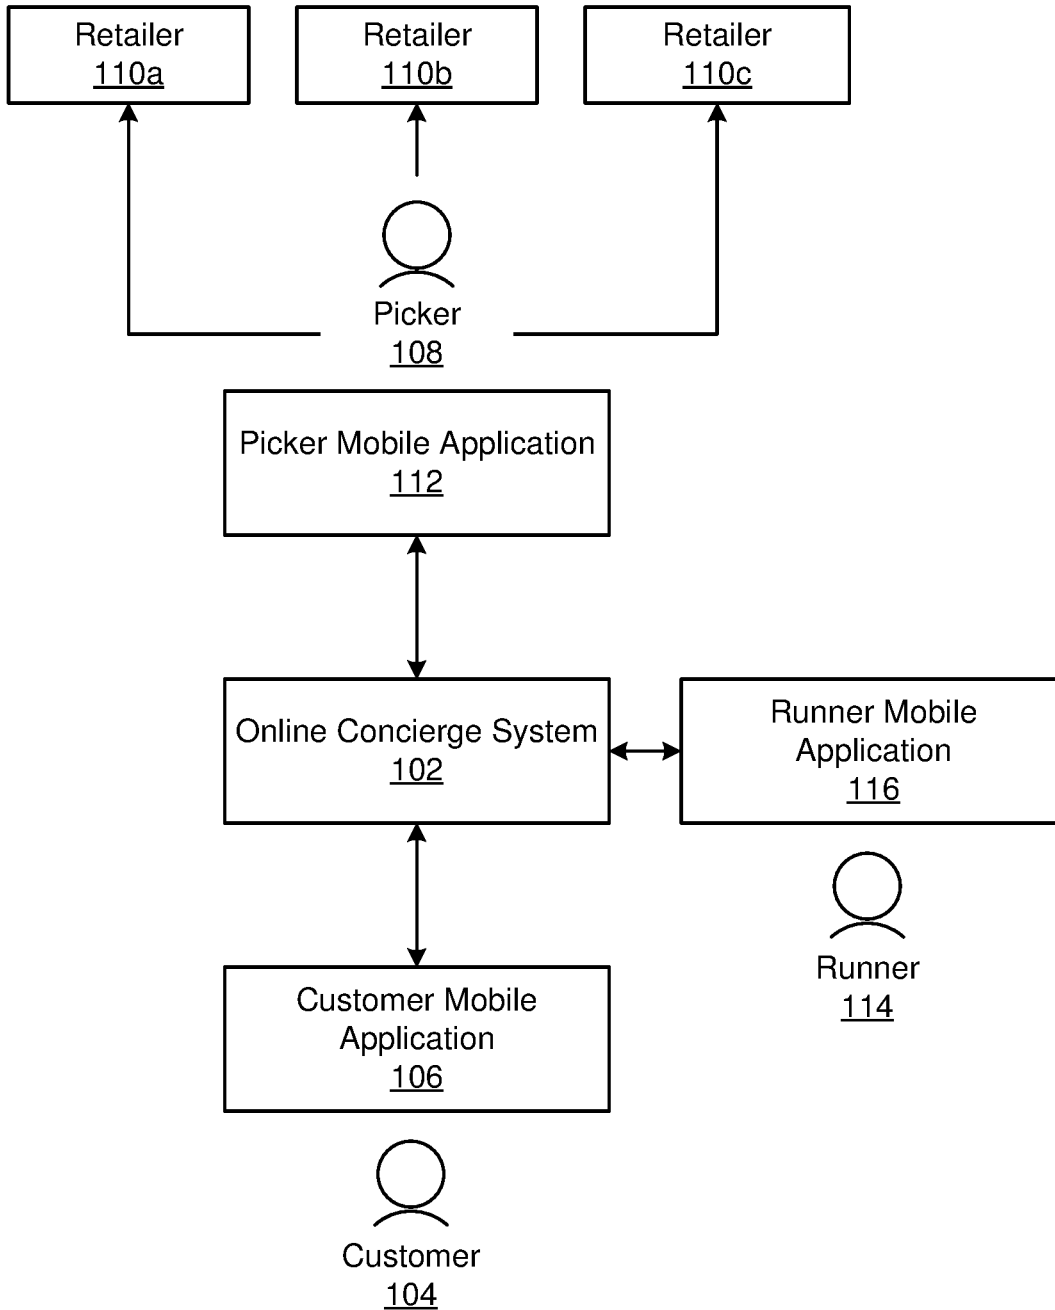 Retailer
110a
Retailer
110b
Retailer
110c
Picker
108
Picker Mobile Application
112
Online Concierge System
102
Runner Mobile
Application
116
Runner
114
Customer Mobile
Application
106
Customer
104